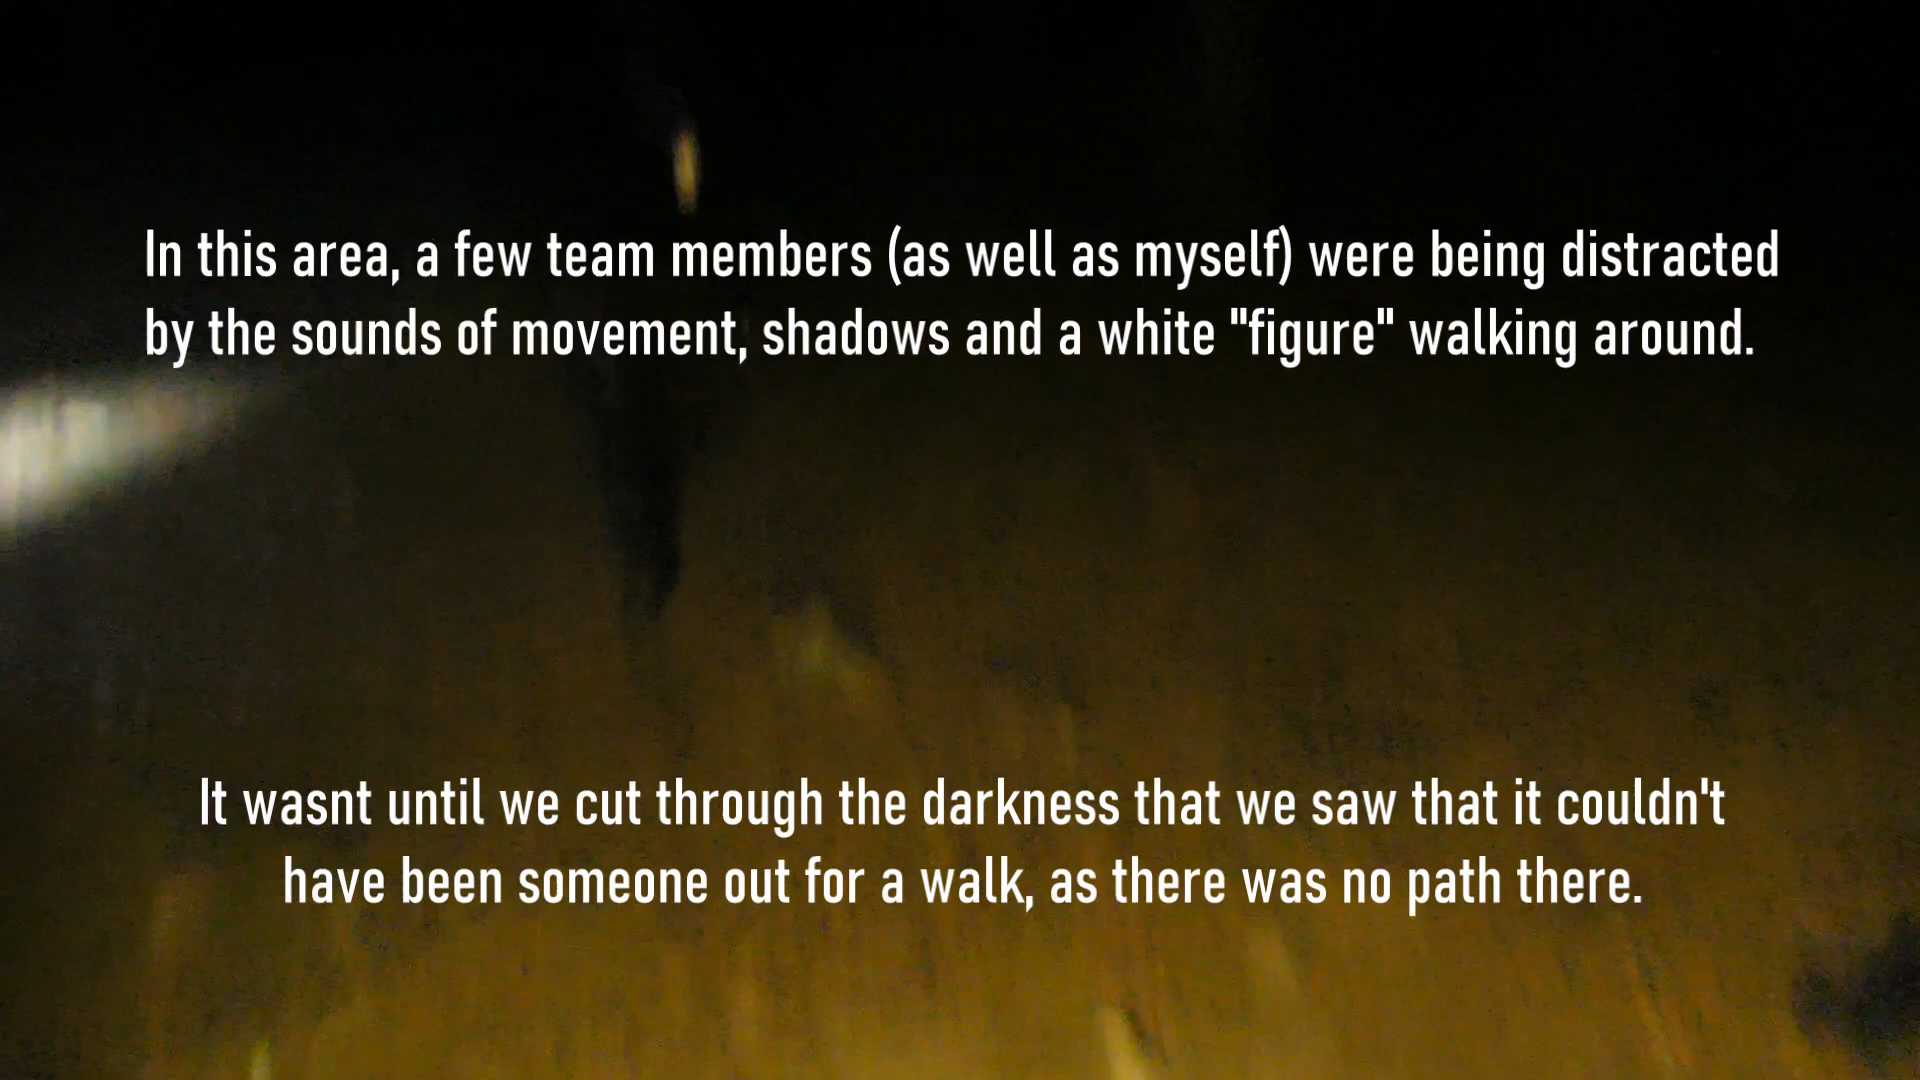 In this area, a few team members (as well as myself) were being distracted
by the sounds of movement, shadows and a white "figure" walking around.
It wasnt until we cut through the darkness that we saw that it couldn't
have been someone out for a walk, as there was no path there.